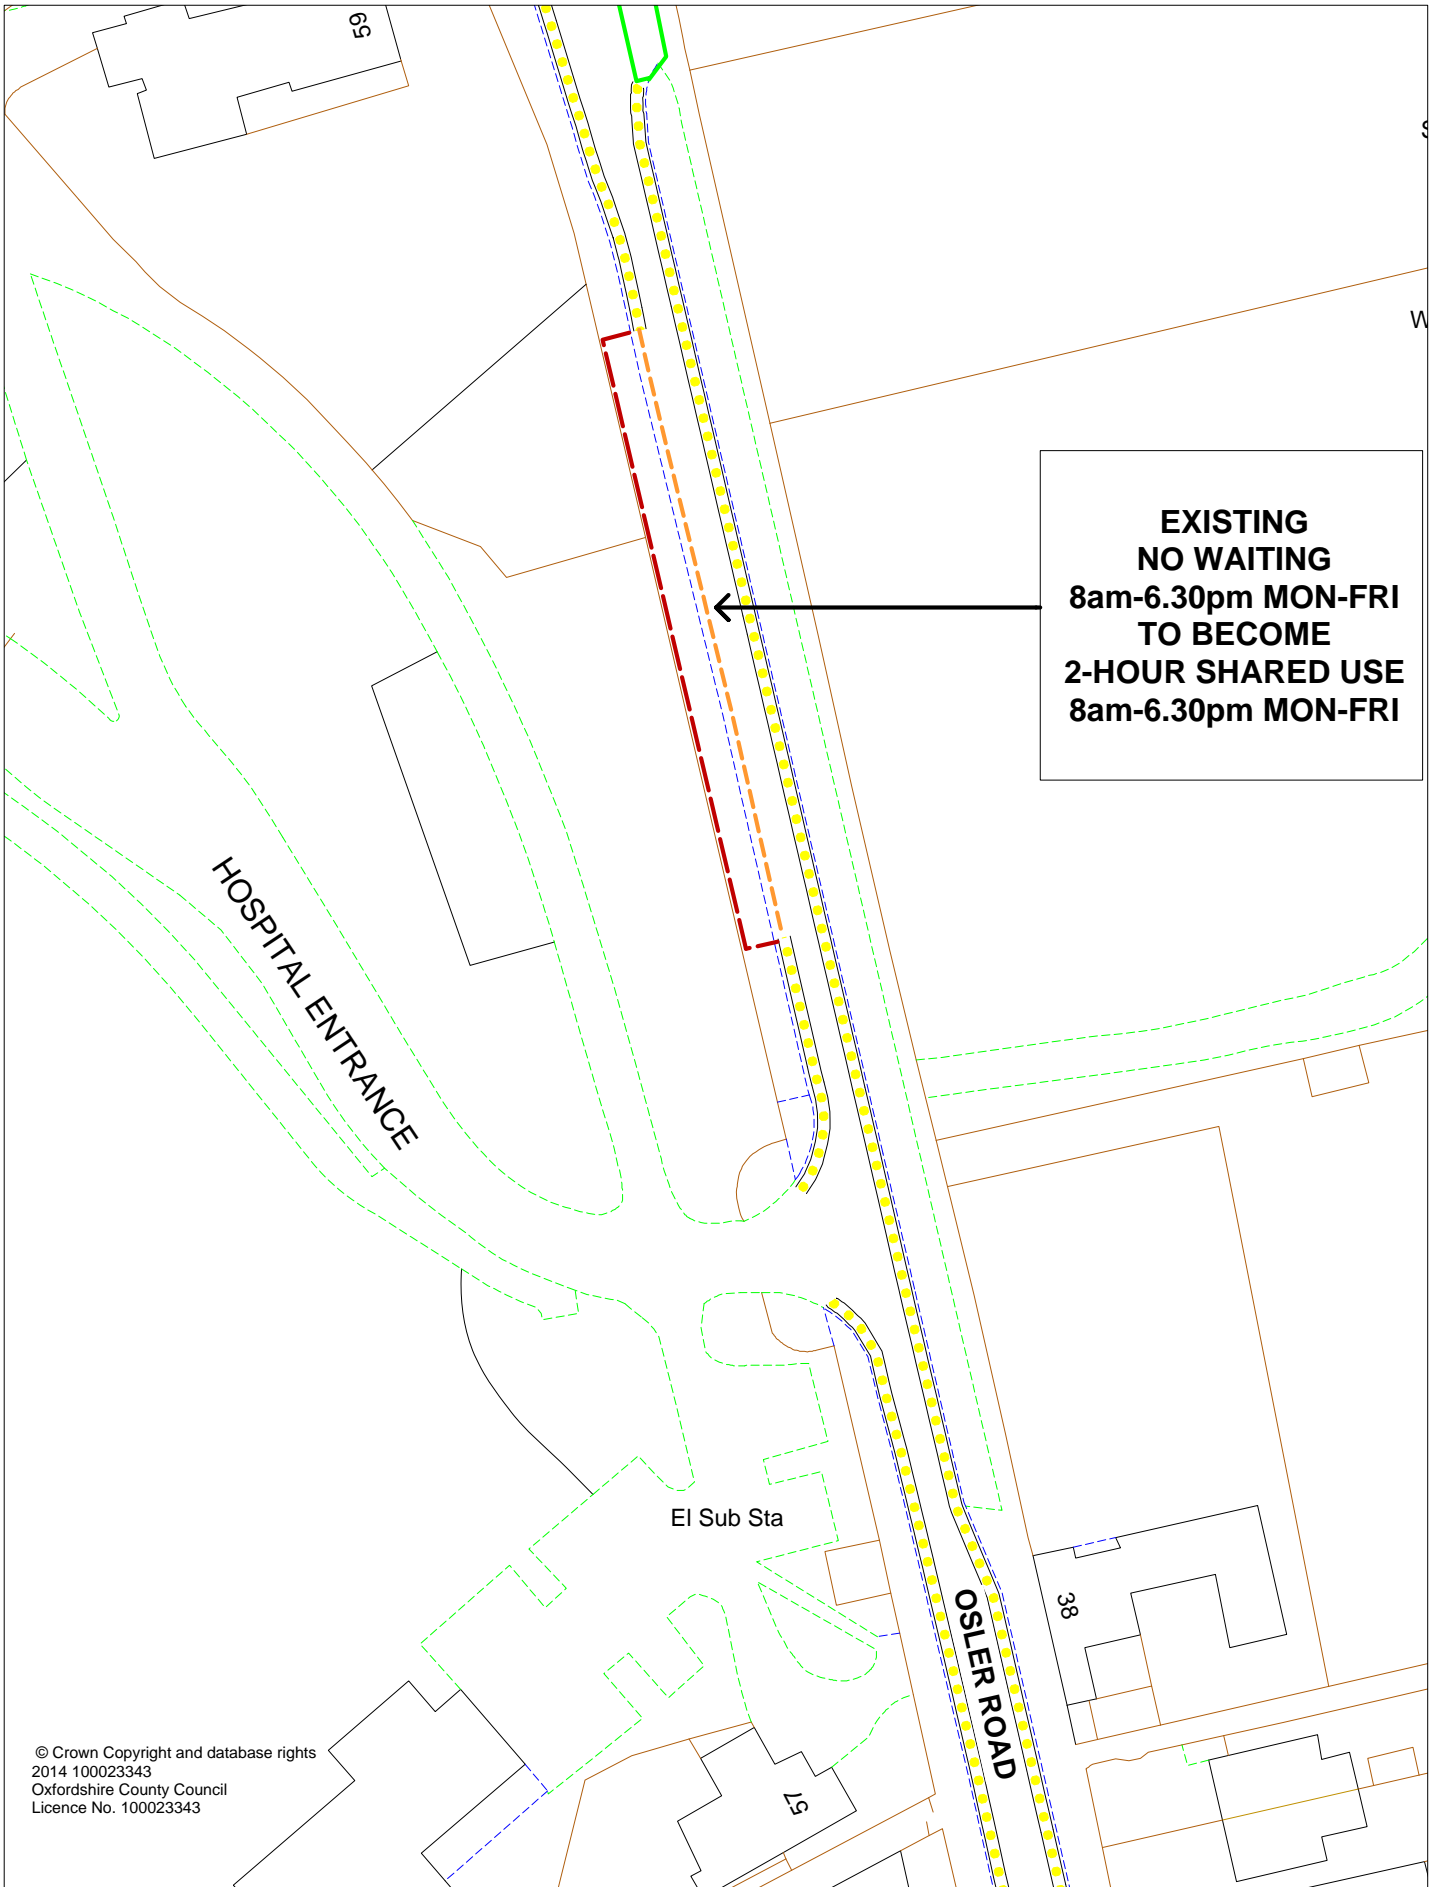 59
S
W
EXISTING
NO WAITING
8am-6.30pm MON-FRI
TO BECOME
2-HOUR SHARED USE
8am-6.30pm MON-FRI
HOSPITAL ENTRANCE
El Sub Sta
OSLER ROAD
38
57
© Crown Copyright and database rights
2014 100023343
Oxfordshire County Council
Licence No. 100023343